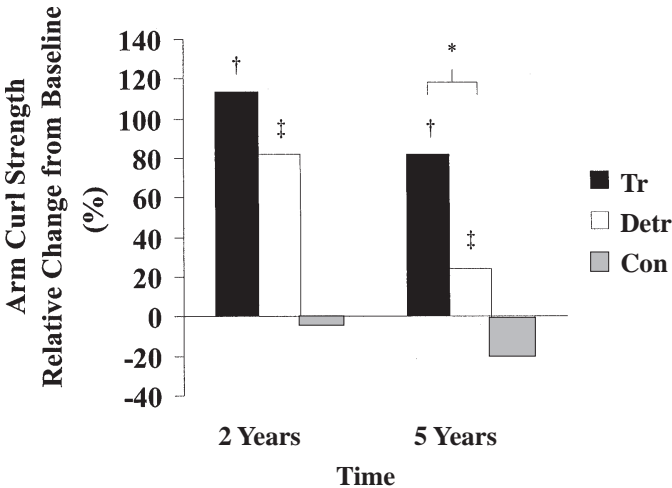 Arm Curl Strength
Relative Change from Baseline
(%)
140
120
100
80
60
40
20
0
-20
-40
†
‡
*
†
‡
Tr
Detr
Con
2 Years
5 Years
Time